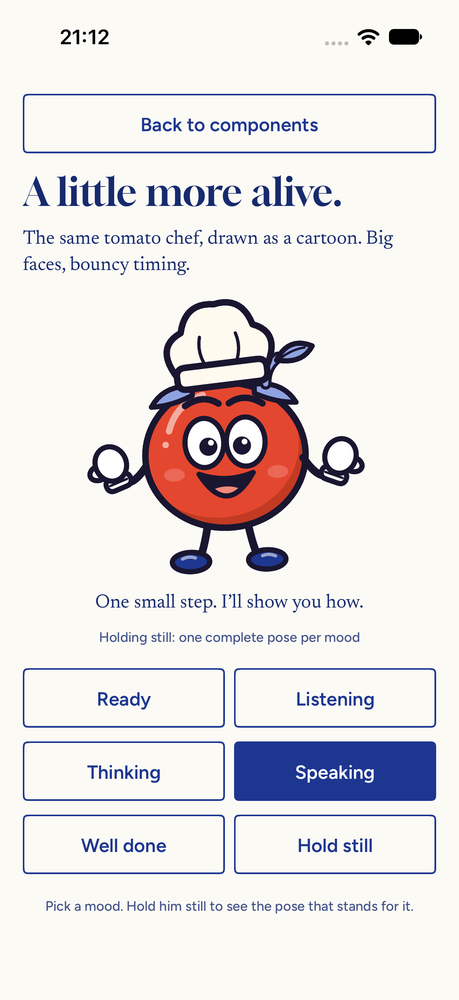 21:12
Back to components
A little more alive.
The same tomato chef, drawn as a cartoon. Big
faces, bouncy timing.
One small step. I’ll show you how.
Holding still: one complete pose per mood
Ready
Listening
Thinking
Speaking
Well done
Hold still
Pick a mood. Hold him still to see the pose that stands for it.